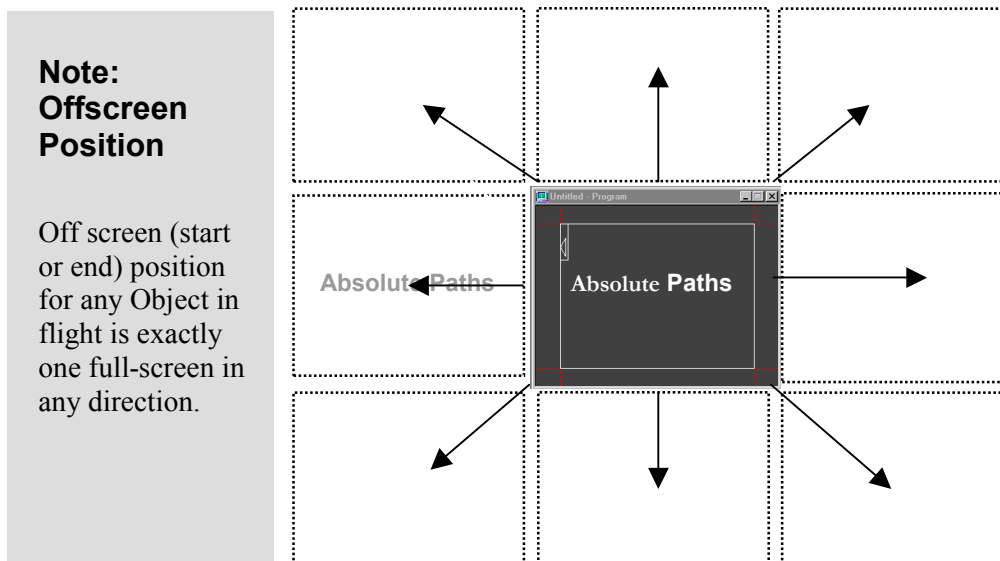 Note:
Offscreen
Position
Off screen (start
or end) position
for any Object in
flight is exactly
one full-screen in
any direction.
Untitled - Program
Absolute Paths
Absolute Paths